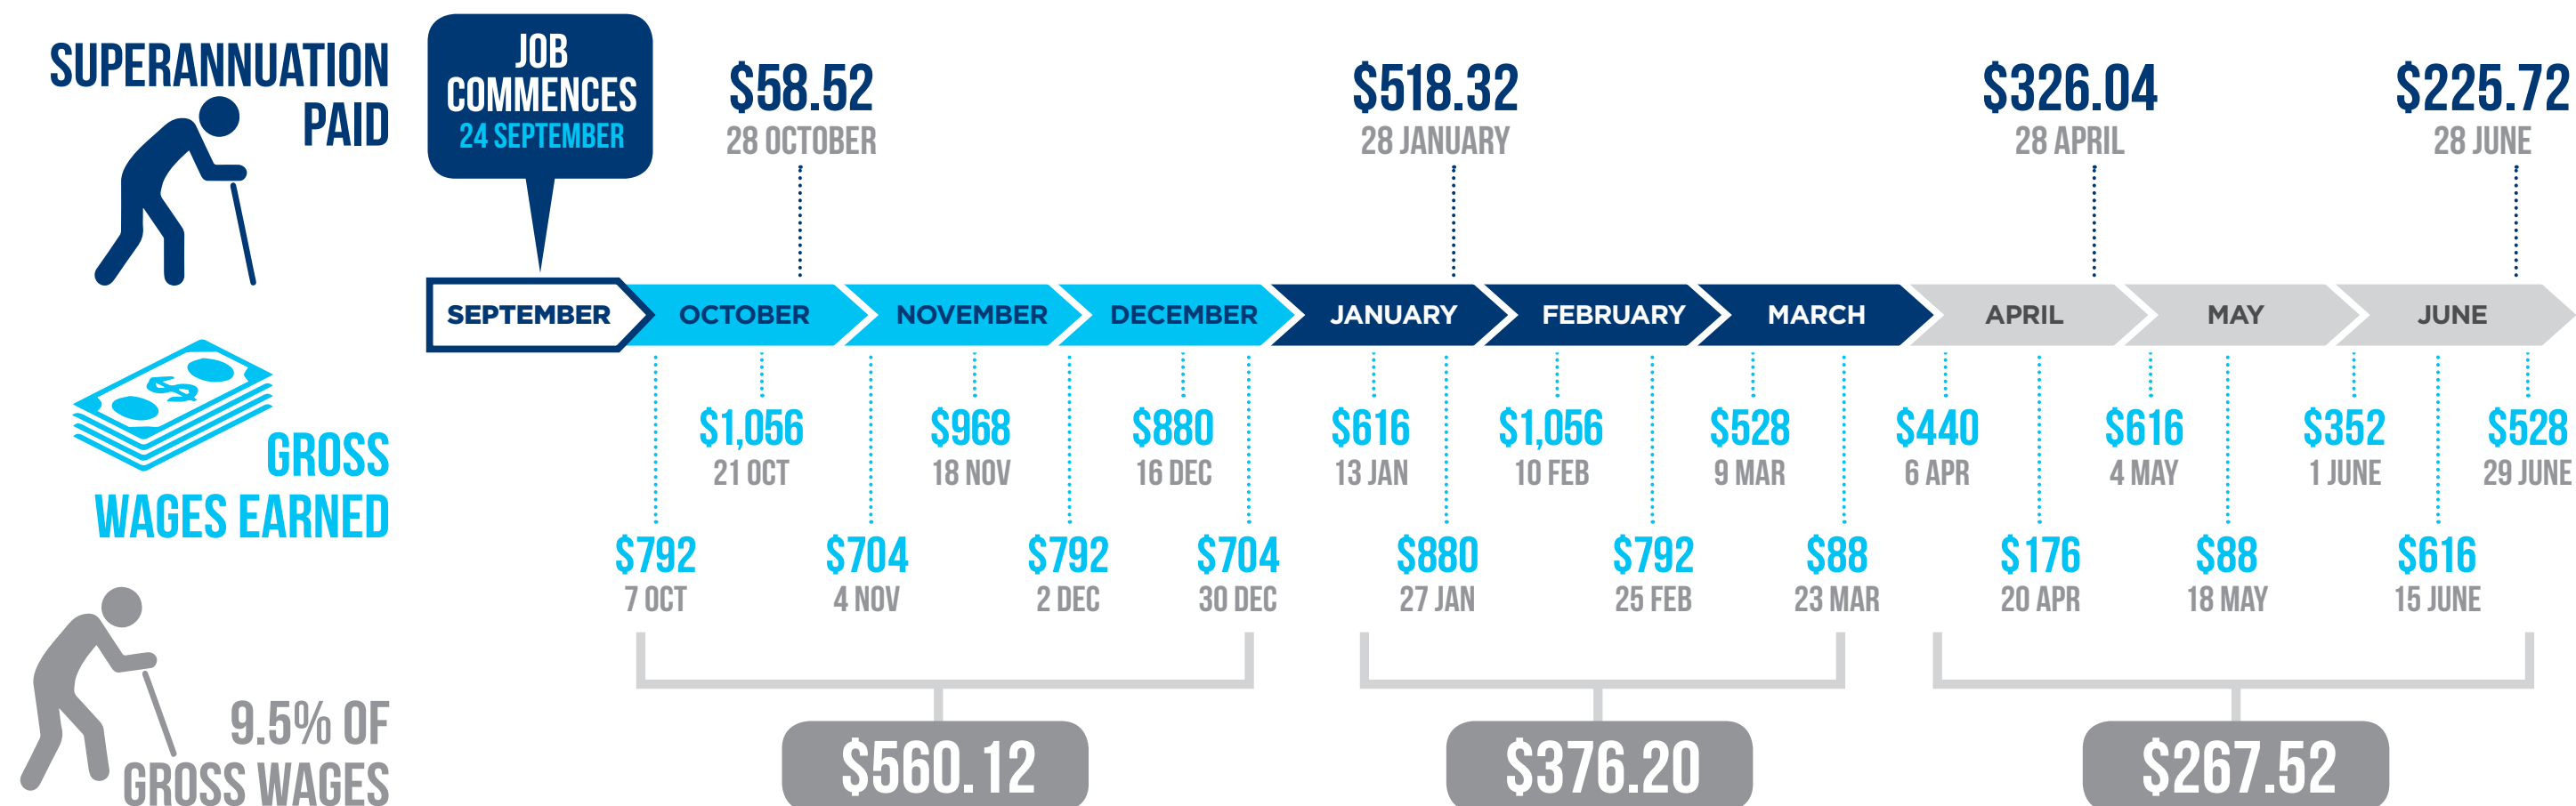 SUPERANNUATION
PAID
JOB
COMMENCES
24 SEPTEMBER
$58.52
28 OCTOBER
$518.32
28 JANUARY
$326.04
28 APRIL
$225.72
28 JUNE
SEPTEMBER
OCTOBER
NOVEMBER
DECEMBER
JANUARY
FEBRUARY
MARCH
APRIL
MAY
JUNE
GROSS
WAGES EARNED
$1,056
21 OCT
$968
18 NOV
$880
16 DEC
$616
13 JAN
$1,056
10 FEB
$528
9 MAR
$440
6 APR
$616
4 MAY
$352
1 JUNE
$528
29 JUNE
$792
7 OCT
$704
4 NOV
$792
2 DEC
$704
30 DEC
$880
27 JAN
$792
25 FEB
$88
23 MAR
$176
20 APR
$88
18 MAY
$616
15 JUNE
9.5% OF
GROSS WAGES
$560.12
$376.20
$267.52